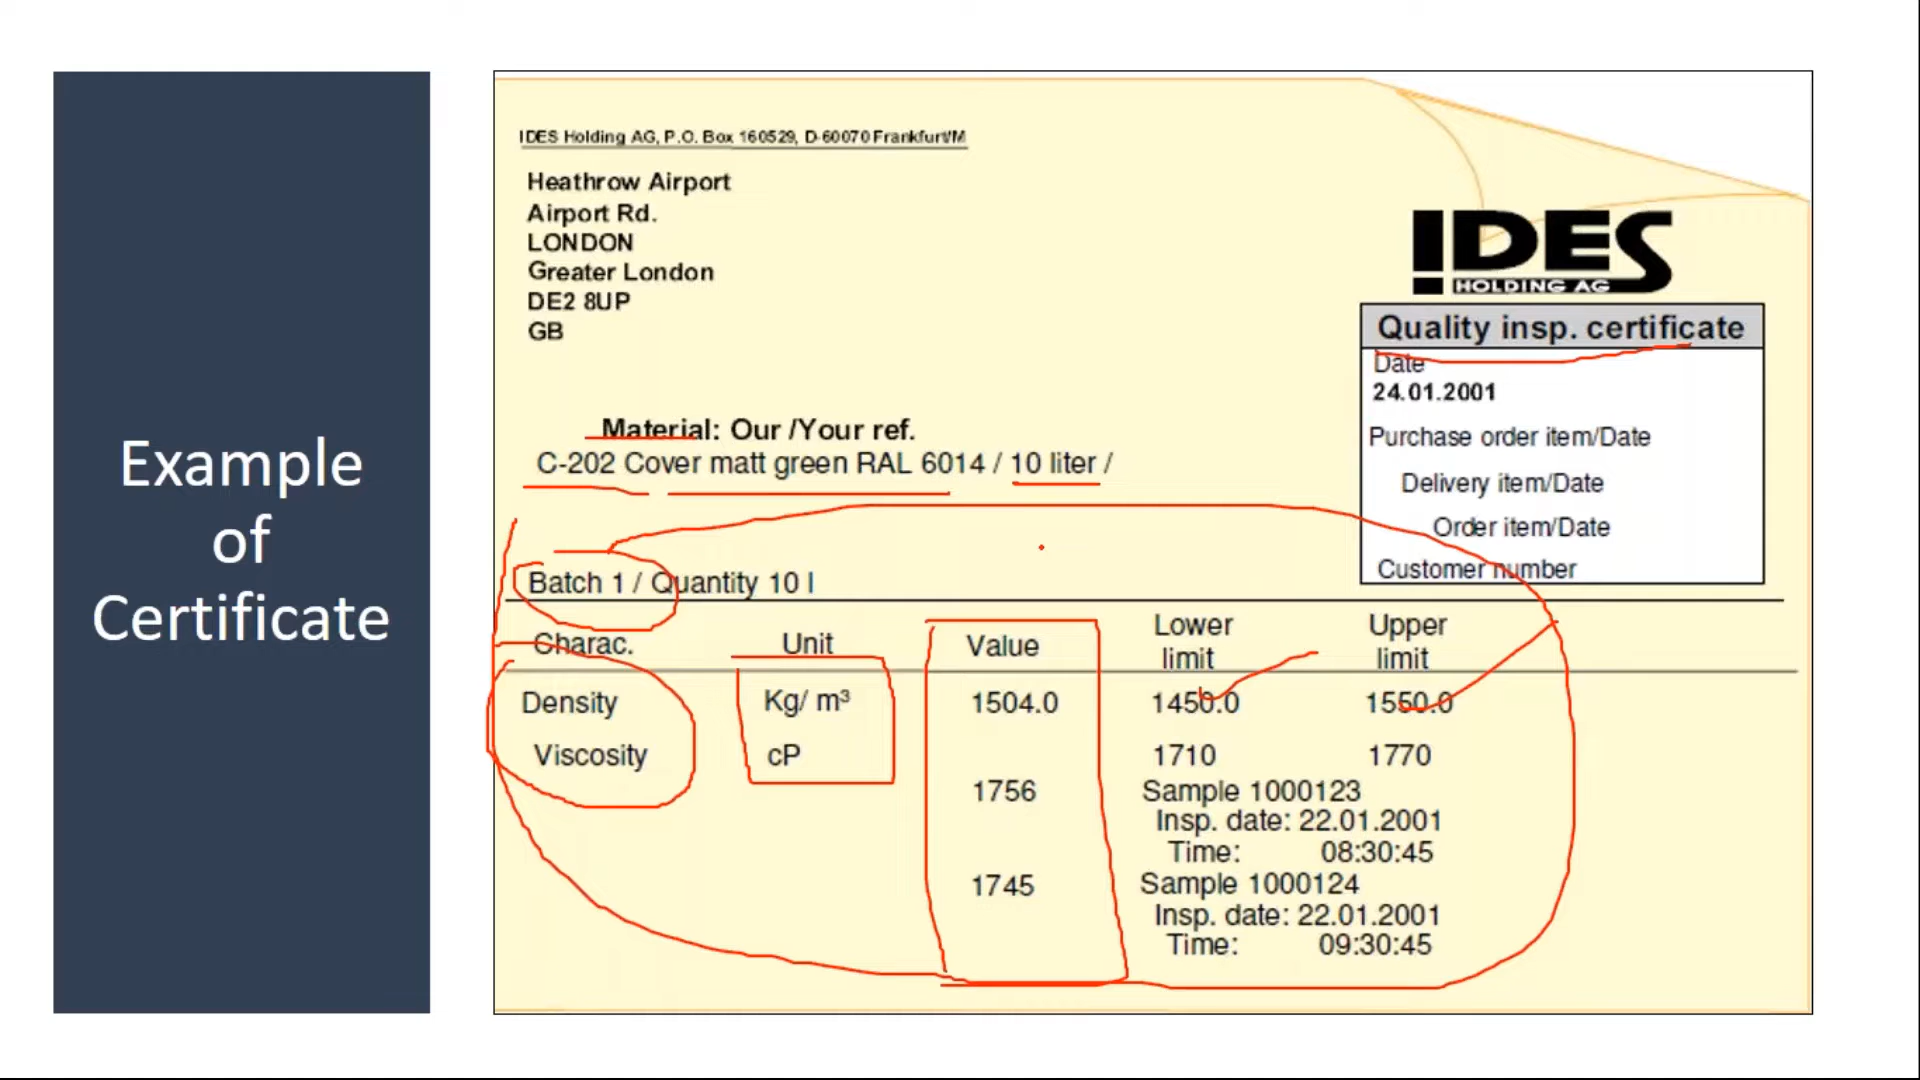 Example
of
Certificate
IDES Holding AG, P.O. Box 160529, D-60070 Frankfurt/M
Heathrow Airport
Airport Rd.
LONDON
Greater London
DE2 8UP
GB
IDES
HOLDING AG
Quality insp. certificate
Date
24.01.2001
Purchase order item/Date
Delivery item/Date
Order item/Date
Customer number
Material: Our /Your ref.
C-202 Cover matt green RAL 6014 / 10 liter /
Batch 1 / Quantity 10 l
Charac. Unit Value Lower limit Upper limit
Density Kg/ m³ 1504.0 1450.0 1550.0
Viscosity cP 1710 1770
1756 Sample 1000123
Insp. date: 22.01.2001
Time: 08:30:45
1745 Sample 1000124
Insp. date: 22.01.2001
Time: 09:30:45